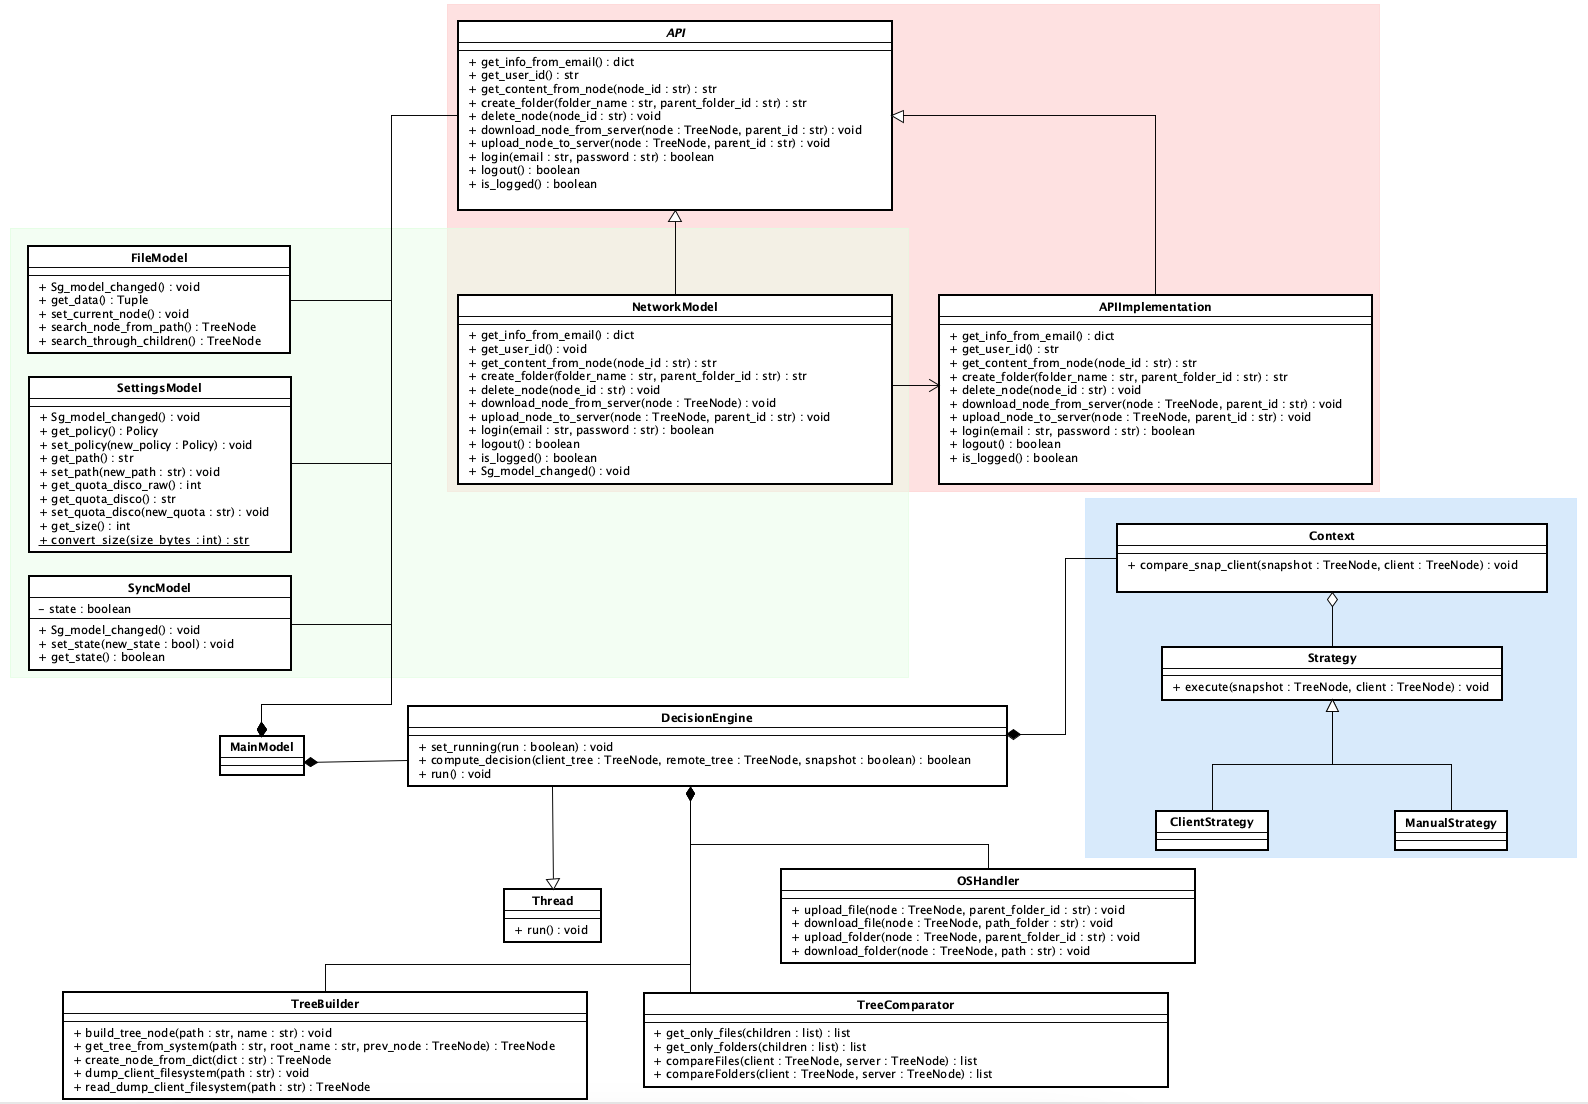 API
+ get_info_from_email() : dict
+ get_user_id() : str
+ get_content_from_node(node_id : str) : str
+ create_folder(folder_name : str, parent_folder_id : str) : str
+ delete_node(node_id : str) : void
+ download_node_from_server(node : TreeNode, parent_id : str) : void
+ upload_node_to_server(node : TreeNode, parent_id : str) : void
+ login(email : str, password : str) : boolean
+ logout() : boolean
+ is_logged() : boolean
FileModel
+ Sg_model_changed() : void
+ get_data() : Tuple
+ set_current_node() : void
+ search_node_from_path() : TreeNode
+ search_through_children() : TreeNode
NetworkModel
+ get_info_from_email() : dict
+ get_user_id() : void
+ get_content_from_node(node_id : str) : str
+ create_folder(folder_name : str, parent_folder_id : str) : str
+ delete_node(node_id : str) : void
+ download_node_from_server(node : TreeNode) : void
+ upload_node_to_server(node : TreeNode, parent_id : str) : void
+ login(email : str, password : str) : boolean
+ logout() : boolean
+ is_logged() : boolean
+ Sg_model_changed() : void
APIImplementation
+ get_info_from_email() : dict
+ get_user_id() : str
+ get_content_from_node(node_id : str) : str
+ create_folder(folder_name : str, parent_folder_id : str) : str
+ delete_node(node_id : str) : void
+ download_node_from_server(node : TreeNode, parent_id : str) : void
+ upload_node_to_server(node : TreeNode, parent_id : str) : void
+ login(email : str, password : str) : boolean
+ logout() : boolean
+ is_logged() : boolean
SettingsModel
+ Sg_model_changed() : void
+ get_policy() : Policy
+ set_policy(new_policy : Policy) : void
+ get_path() : str
+ set_path(new_path : str) : void
+ get_quota_disco_raw() : int
+ get_quota_disco() : str
+ set_quota_disco(new_quota : str) : void
+ get_size() : int
+ convert_size(size_bytes : int) : str
SyncModel
- state : boolean
+ Sg_model_changed() : void
+ set_state(new_state : bool) : void
+ get_state() : boolean
Context
+ compare_snap_client(snapshot : TreeNode, client : TreeNode) : void
Strategy
+ execute(snapshot : TreeNode, client : TreeNode) : void
ClientStrategy
ManualStrategy
MainModel
DecisionEngine
+ set_running(run : boolean) : void
+ compute_decision(client_tree : TreeNode, remote_tree : TreeNode, snapshot : boolean) : boolean
+ run() : void
Thread
+ run() : void
OSHandler
+ upload_file(node : TreeNode, parent_folder_id : str) : void
+ download_file(node : TreeNode, path_folder : str) : void
+ upload_folder(node : TreeNode, parent_folder_id : str) : void
+ download_folder(node : TreeNode, path : str) : void
TreeBuilder
+ build_tree_node(path : str, name : str) : void
+ get_tree_from_system(path : str, root_name : str, prev_node : TreeNode) : TreeNode
+ create_node_from_dict(dict : str) : TreeNode
+ dump_client_filesystem(path : str) : void
+ read_dump_client_filesystem(path : str) : TreeNode
TreeComparator
+ get_only_files(children : list) : list
+ get_only_folders(children : list) : list
+ compareFiles(client : TreeNode, server : TreeNode) : list
+ compareFolders(client : TreeNode, server : TreeNode) : list